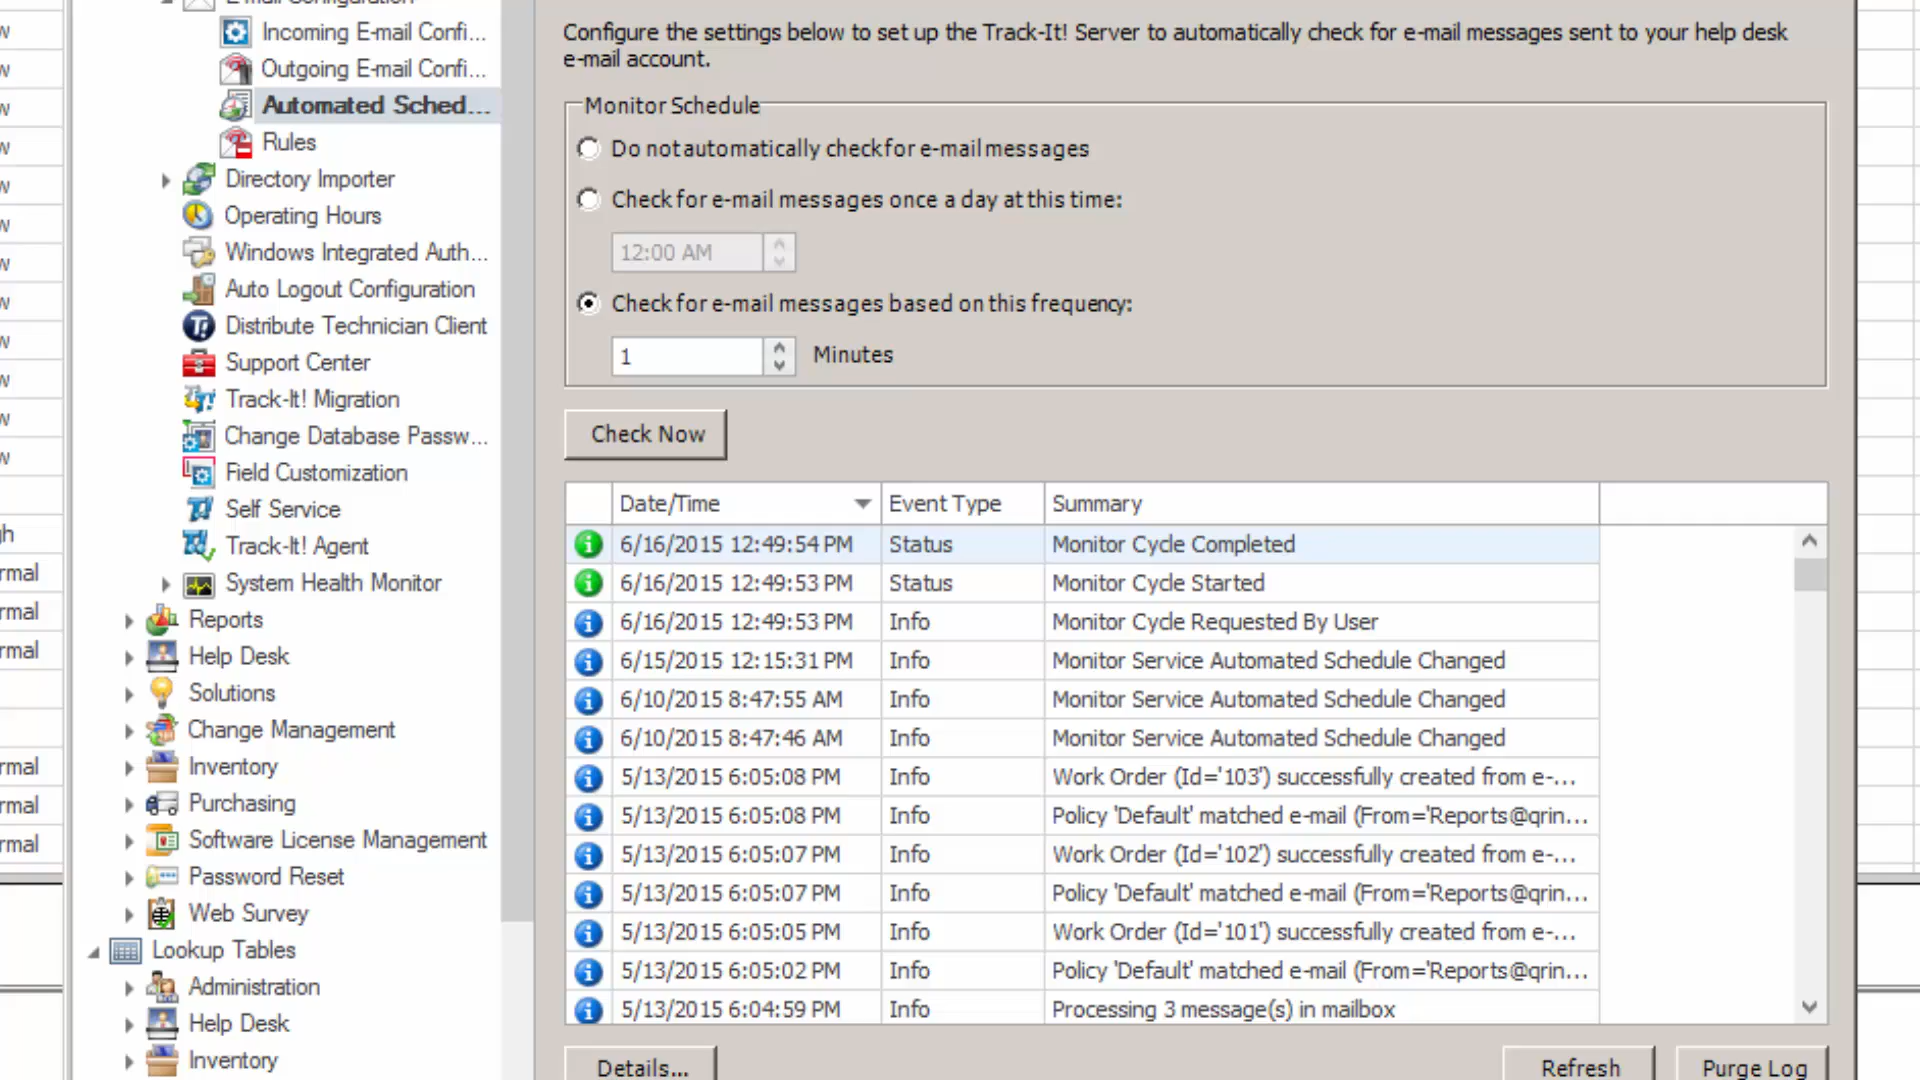 E-mail Configuration
Incoming E-mail Confi...
Outgoing E-mail Confi...
Automated Sched...
Rules
Directory Importer
Operating Hours
Windows Integrated Auth...
Auto Logout Configuration
Distribute Technician Client
Support Center
Track-It! Migration
Change Database Passw...
Field Customization
Self Service
Track-It! Agent
System Health Monitor
Reports
Help Desk
Solutions
Change Management
Inventory
Purchasing
Software License Management
Password Reset
Web Survey
Lookup Tables
Administration
Help Desk
Inventory
Configure the settings below to set up the Track-It! Server to automatically check for e-mail messages sent to your help desk
e-mail account.
Monitor Schedule
Do not automatically check for e-mail messages
Check for e-mail messages once a day at this time:
12:00 AM
Check for e-mail messages based on this frequency:
1 Minutes
Check Now
Date/Time Event Type Summary
6/16/2015 12:49:54 PM Status Monitor Cycle Completed
6/16/2015 12:49:53 PM Status Monitor Cycle Started
6/16/2015 12:49:53 PM Info Monitor Cycle Requested By User
6/15/2015 12:15:31 PM Info Monitor Service Automated Schedule Changed
6/10/2015 8:47:55 AM Info Monitor Service Automated Schedule Changed
6/10/2015 8:47:46 AM Info Monitor Service Automated Schedule Changed
5/13/2015 6:05:08 PM Info Work Order (Id='103') successfully created from e-...
5/13/2015 6:05:08 PM Info Policy 'Default' matched e-mail (From='Reports@qrin...
5/13/2015 6:05:07 PM Info Work Order (Id='102') successfully created from e-...
5/13/2015 6:05:07 PM Info Policy 'Default' matched e-mail (From='Reports@qrin...
5/13/2015 6:05:05 PM Info Work Order (Id='101') successfully created from e-...
5/13/2015 6:05:02 PM Info Policy 'Default' matched e-mail (From='Reports@qrin...
5/13/2015 6:04:59 PM Info Processing 3 message(s) in mailbox
Details... Refresh Purge Log